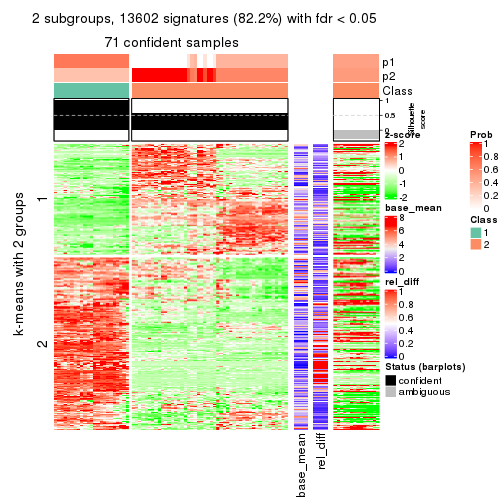 2 subgroups, 13602 signatures (82.2%) with fdr < 0.05
71 confident samples
p1
p2
Class
1
0.5
0
Silhouette
score
k-means with 2 groups
1
2
base_mean
rel_diff
z-score
2
1
0
-1
-2
base_mean
8
6
4
2
0
rel_diff
1
0.8
0.6
0.4
0.2
0
Status (barplots)
confident
ambiguous
Prob
1
0.8
0.6
0.4
0.2
0
Class
1
2